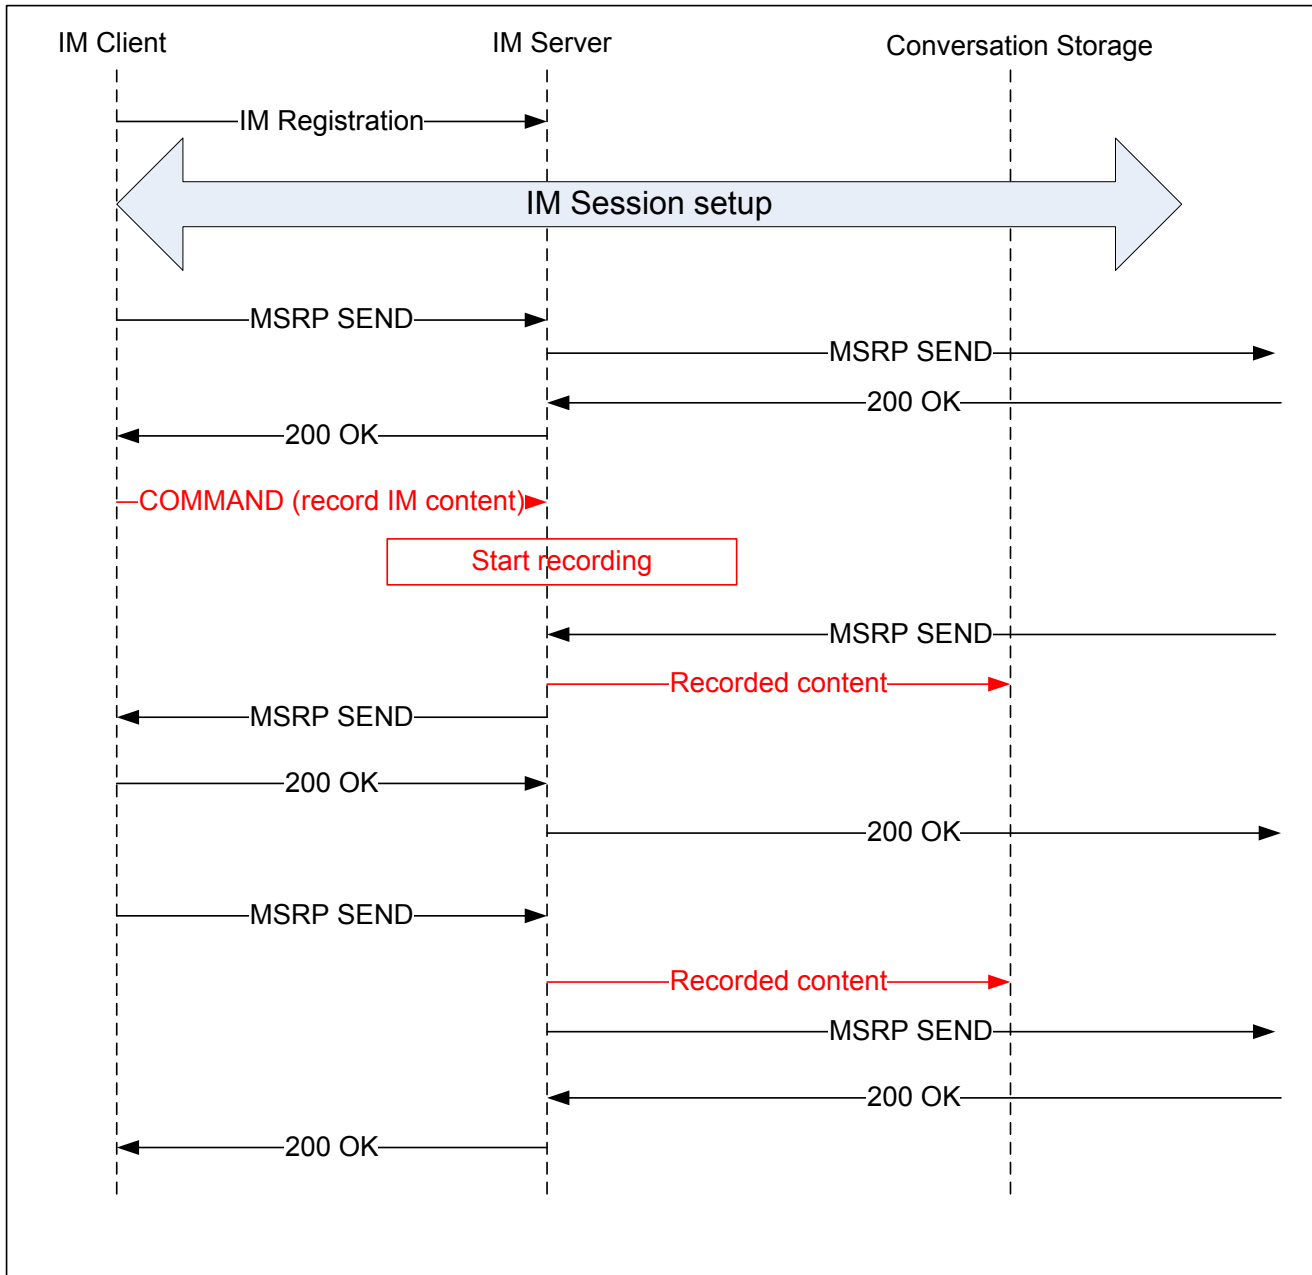 IM Client
IM Server
Conversation Storage
IM Registration
IM Session setup
MSRP SEND
MSRP SEND
200 OK
200 OK
COMMAND (record IM content)
Start recording
MSRP SEND
Recorded content
MSRP SEND
200 OK
200 OK
MSRP SEND
Recorded content
MSRP SEND
200 OK
200 OK